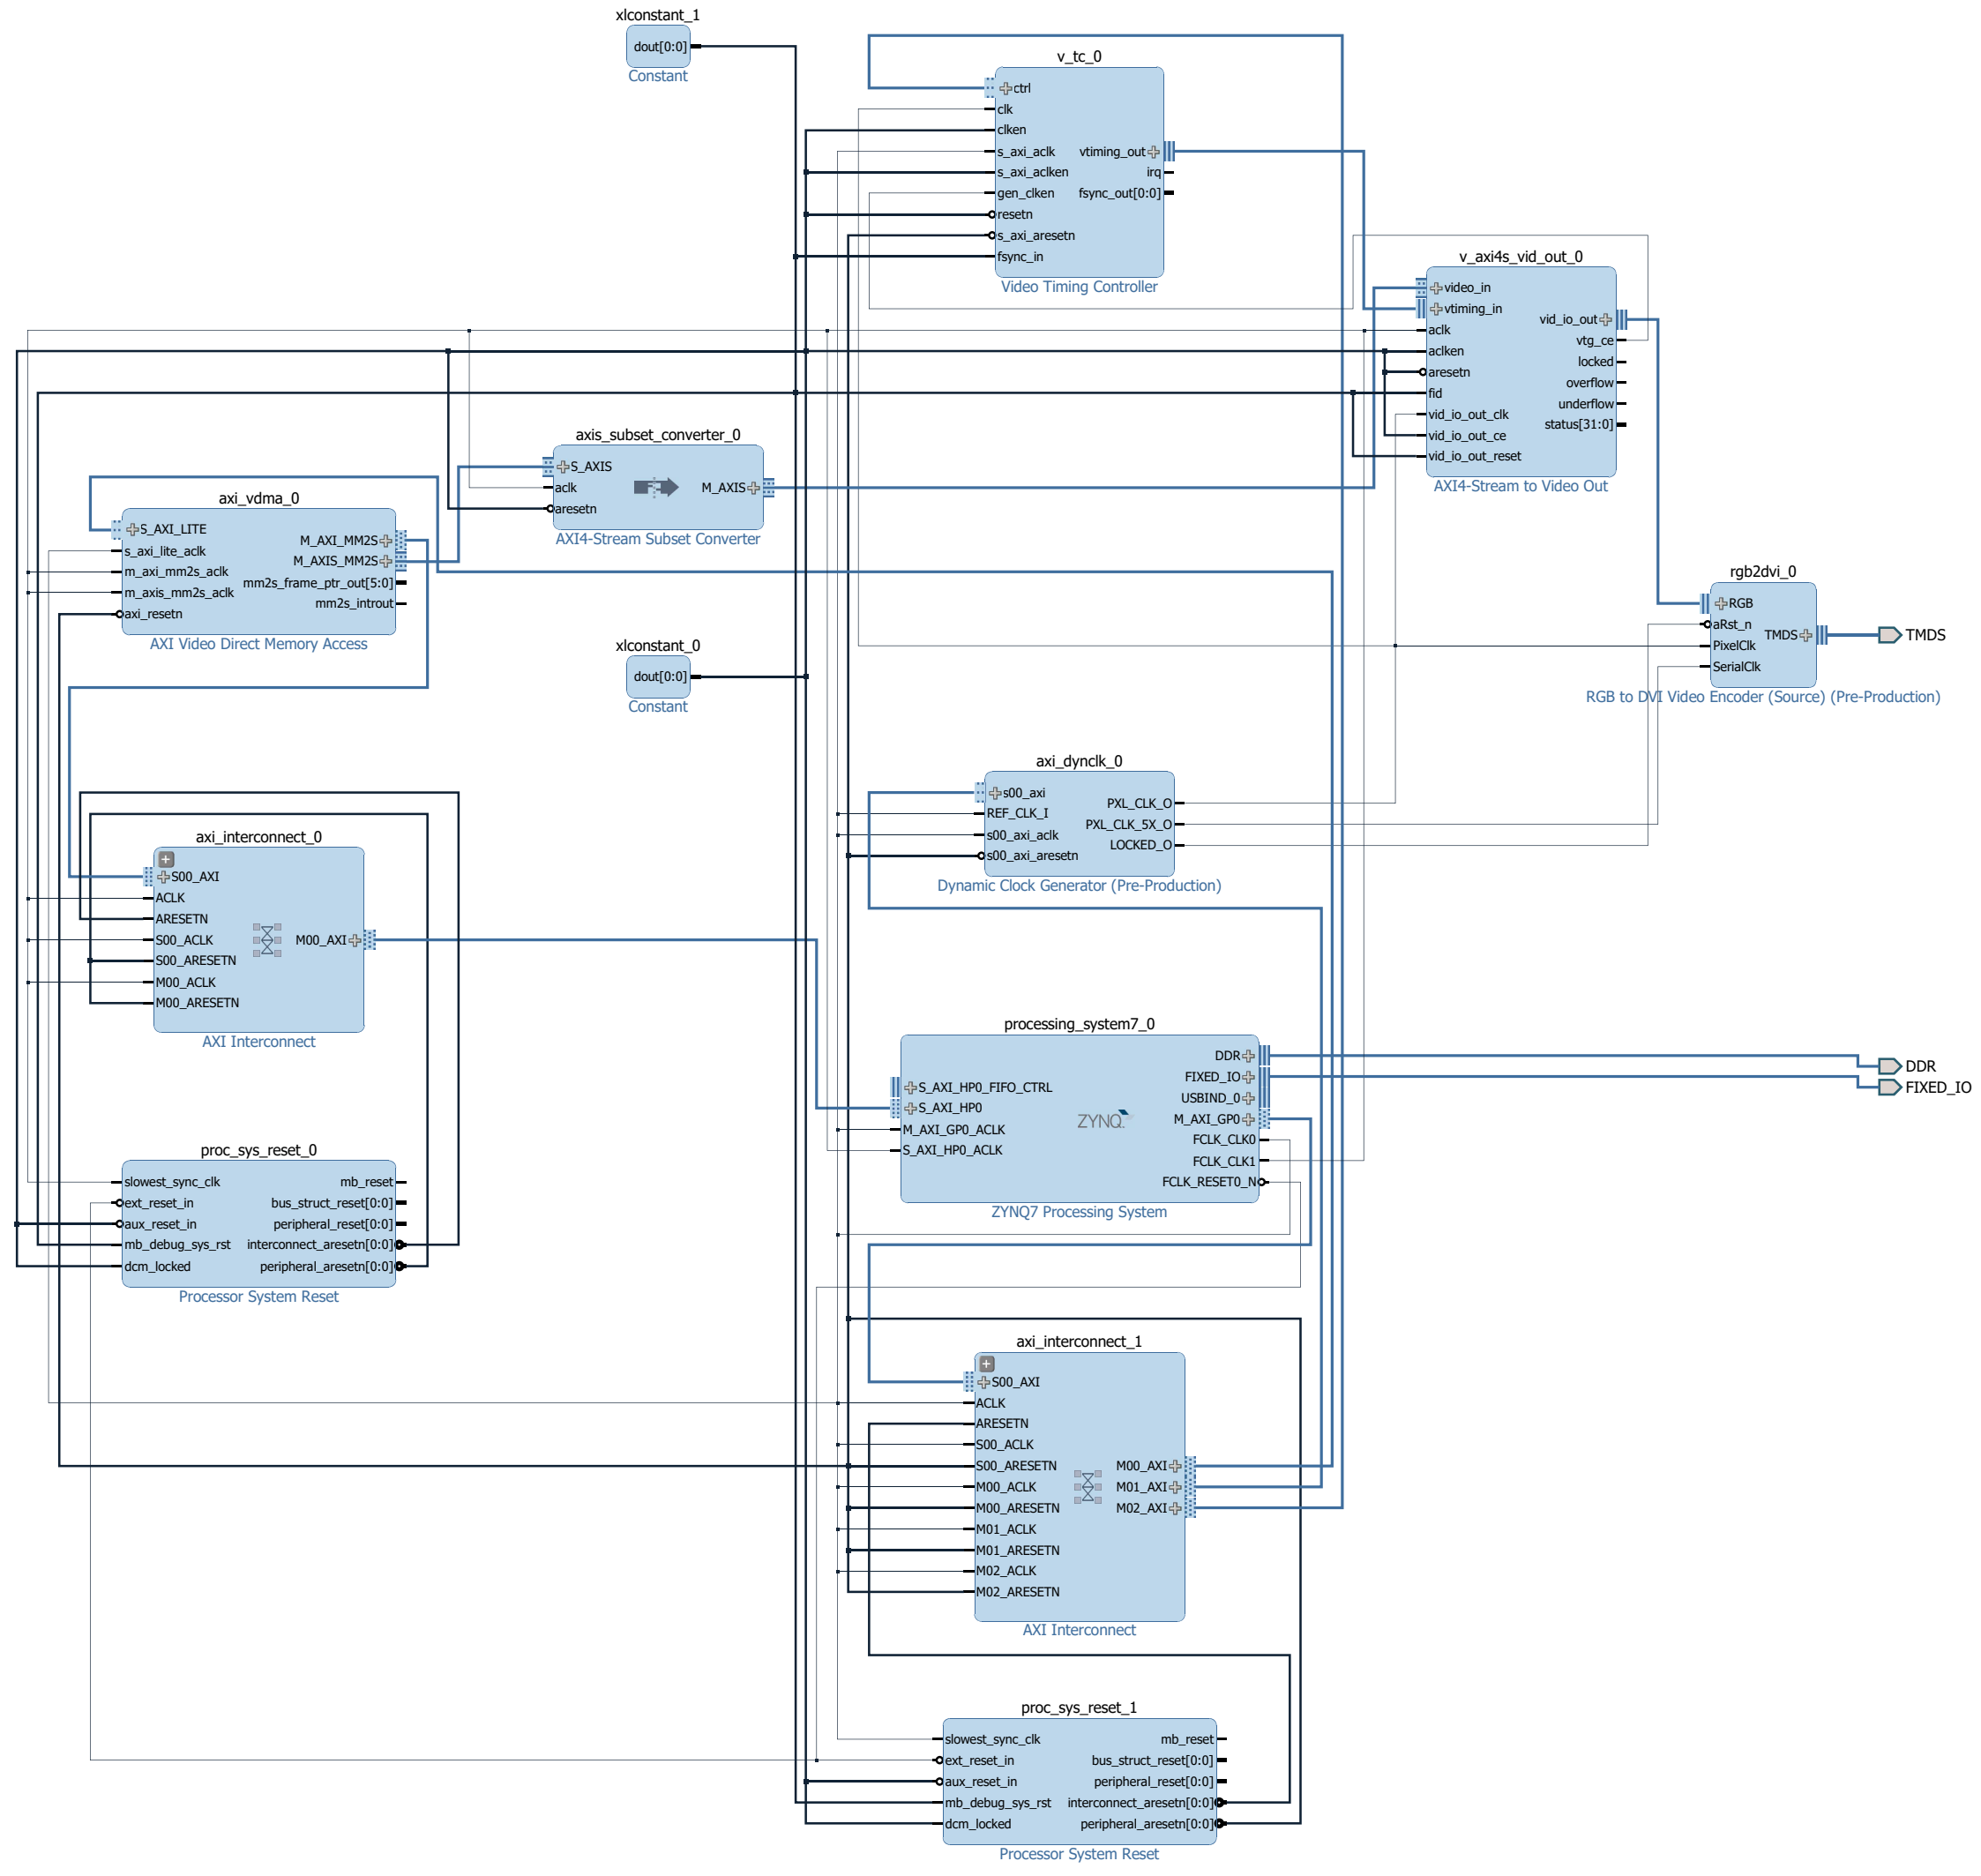 xlconstant_1
dout[0:0]
Constant
v_tc_0
ctrl
clk
clken
s_axi_aclk
s_axi_aclken
gen_clken
resetn
s_axi_aresetn
fsync_in
vtiming_out
irq
fsync_out[0:0]
Video Timing Controller
v_axi4s_vid_out_0
video_in
vtiming_in
aclk
aclken
aresetn
fid
vid_io_out_clk
vid_io_out_ce
vid_io_out_reset
vid_io_out
vtg_ce
locked
overflow
underflow
status[31:0]
AXI4-Stream to Video Out
axis_subset_converter_0
S_AXIS
aclk
aresetn
M_AXIS
AXI4-Stream Subset Converter
axi_vdma_0
S_AXI_LITE
s_axi_lite_aclk
m_axi_mm2s_aclk
m_axis_mm2s_aclk
axi_resetn
M_AXI_MM2S
M_AXIS_MM2S
mm2s_frame_ptr_out[5:0]
mm2s_introut
AXI Video Direct Memory Access
rgb2dvi_0
RGB
aRst_n
PixelClk
SerialClk
TMDS
RGB to DVI Video Encoder (Source) (Pre-Production)
TMDS
xlconstant_0
dout[0:0]
Constant
axi_dynclk_0
s00_axi
REF_CLK_I
s00_axi_aclk
s00_axi_aresetn
PXL_CLK_O
PXL_CLK_5X_O
LOCKED_O
Dynamic Clock Generator (Pre-Production)
axi_interconnect_0
S00_AXI
ACLK
ARESETN
S00_ACLK
S00_ARESETN
M00_ACLK
M00_ARESETN
M00_AXI
AXI Interconnect
processing_system7_0
S_AXI_HP0_FIFO_CTRL
S_AXI_HP0
M_AXI_GP0_ACLK
S_AXI_HP0_ACLK
ZYNQ
DDR
FIXED_IO
USBIND_0
M_AXI_GP0
FCLK_CLK0
FCLK_CLK1
FCLK_RESET0_N
ZYNQ7 Processing System
DDR
FIXED_IO
proc_sys_reset_0
slowest_sync_clk
ext_reset_in
aux_reset_in
mb_debug_sys_rst
dcm_locked
mb_reset
bus_struct_reset[0:0]
peripheral_reset[0:0]
interconnect_aresetn[0:0]
peripheral_aresetn[0:0]
Processor System Reset
axi_interconnect_1
S00_AXI
ACLK
ARESETN
S00_ACLK
S00_ARESETN
M00_ACLK
M00_ARESETN
M01_ACLK
M01_ARESETN
M02_ACLK
M02_ARESETN
M00_AXI
M01_AXI
M02_AXI
AXI Interconnect
proc_sys_reset_1
slowest_sync_clk
ext_reset_in
aux_reset_in
mb_debug_sys_rst
dcm_locked
mb_reset
bus_struct_reset[0:0]
peripheral_reset[0:0]
interconnect_aresetn[0:0]
peripheral_aresetn[0:0]
Processor System Reset